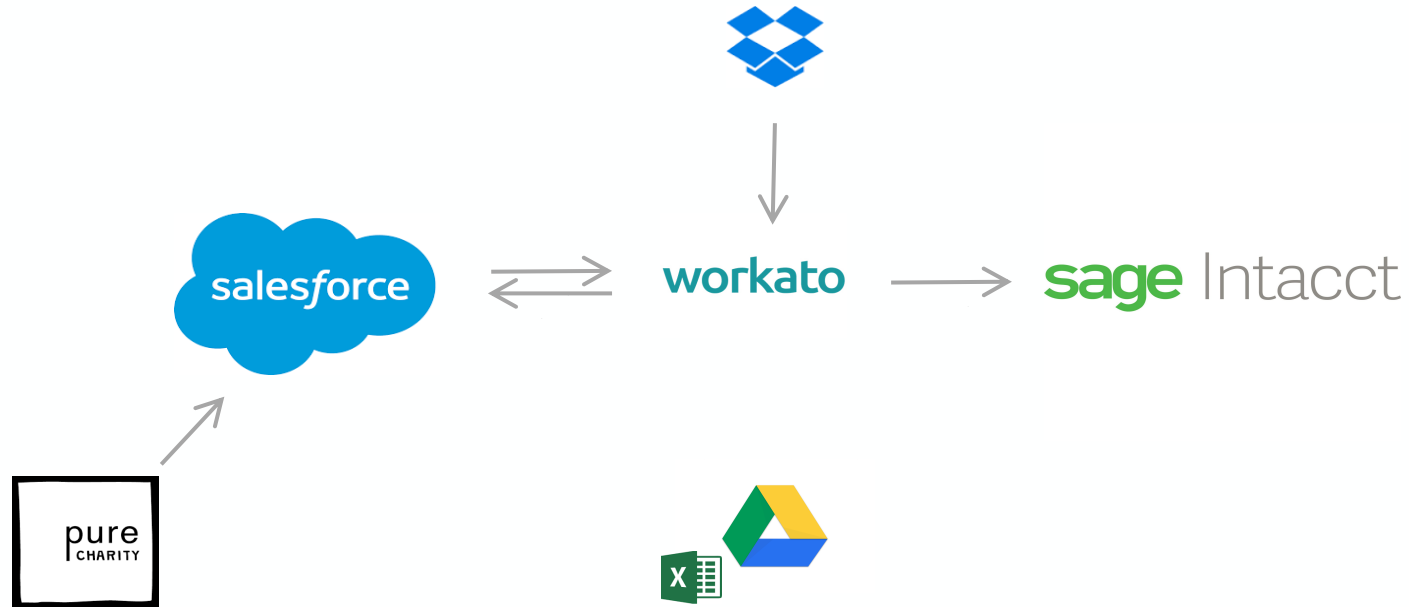 salesforce
workato
sage Intacct
pure
CHARITY
X